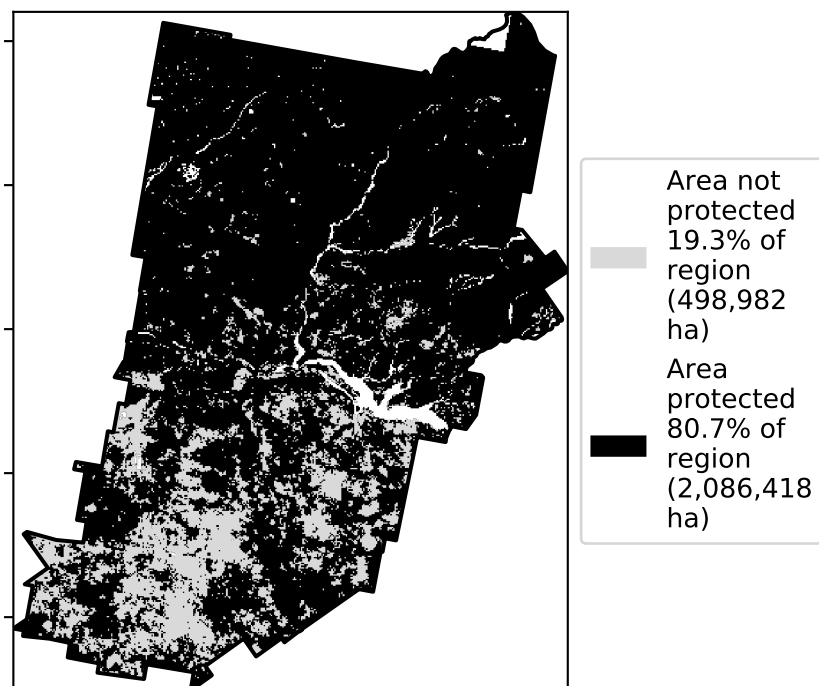 Area not
protected
19.3% of
region
(498,982
ha)
Area
protected
80.7% of
region
(2,086,418
ha)